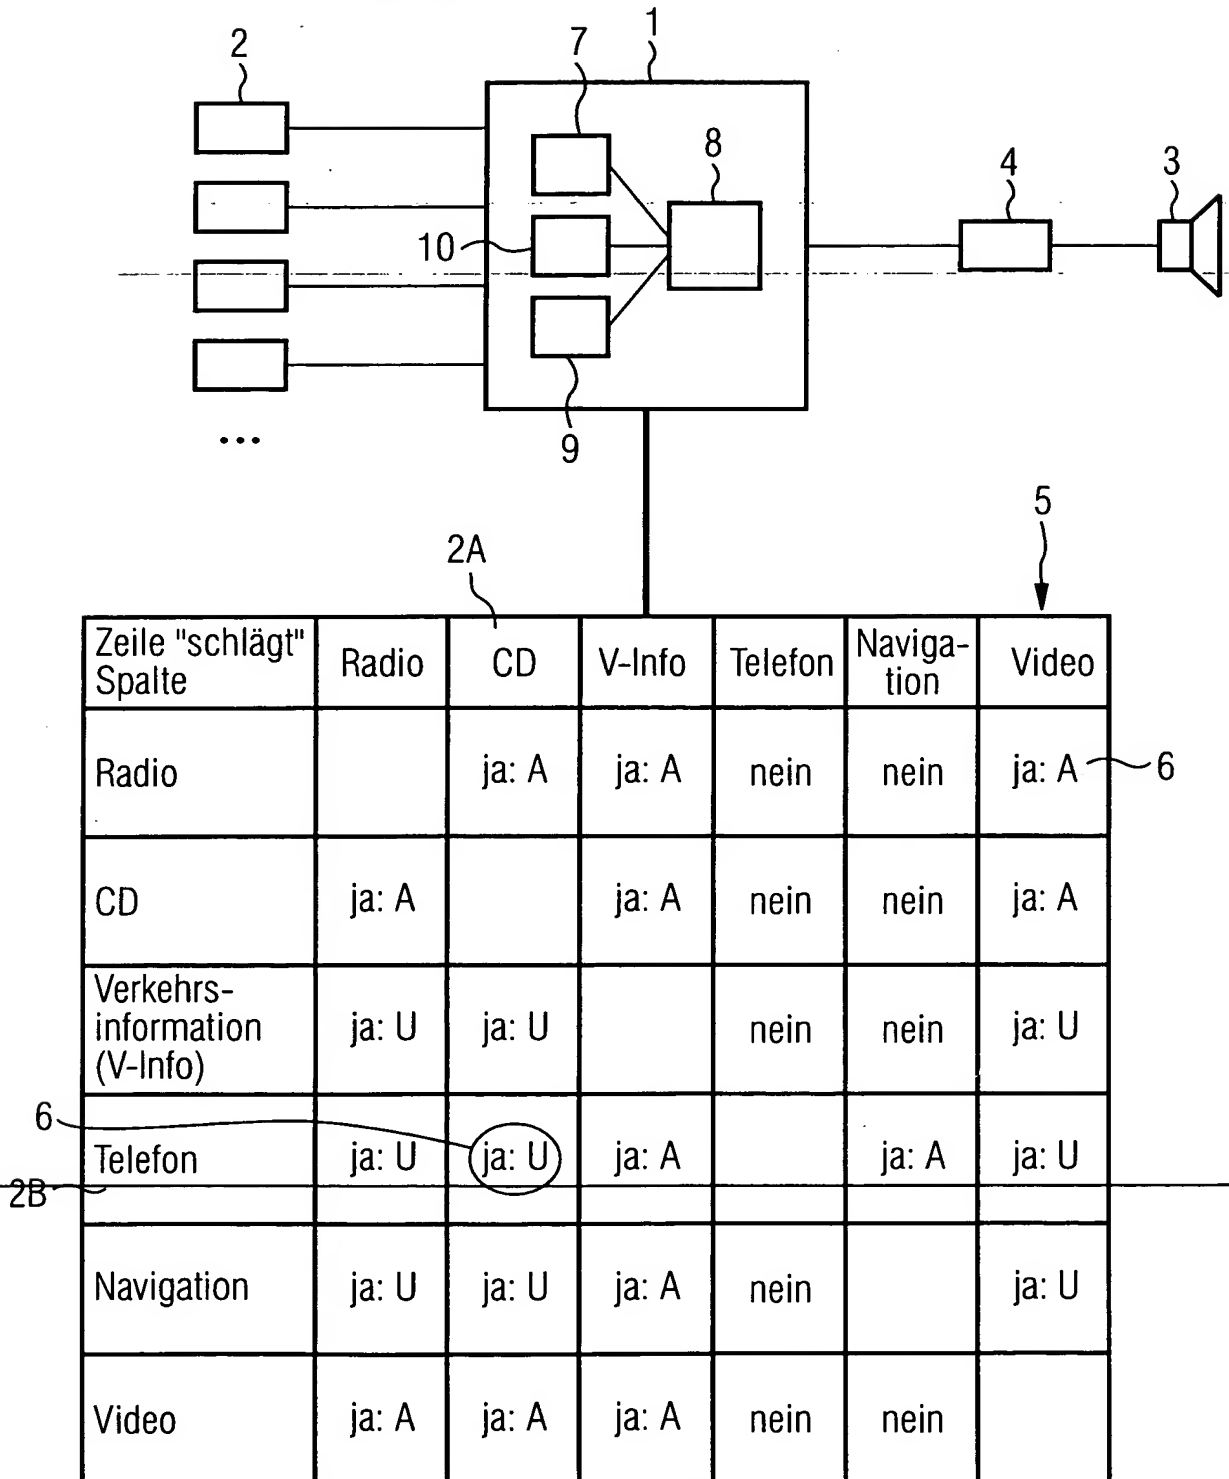 1
7
2
8
4
3
10
9
...
5
2A
Zeile "schlägt"
Spalte
Radio
CD
V-Info
Telefon
Naviga-
tion
Video
Radio
ja: A
ja: A
nein
nein
ja: A
6
CD
ja: A
ja: A
nein
nein
ja: A
Verkehrs-
information
(V-Info)
ja: U
ja: U
nein
nein
ja: U
6
Telefon
ja: U
ja: U
ja: A
ja: A
ja: U
2B
Navigation
ja: U
ja: U
ja: A
nein
ja: U
Video
ja: A
ja: A
ja: A
nein
nein